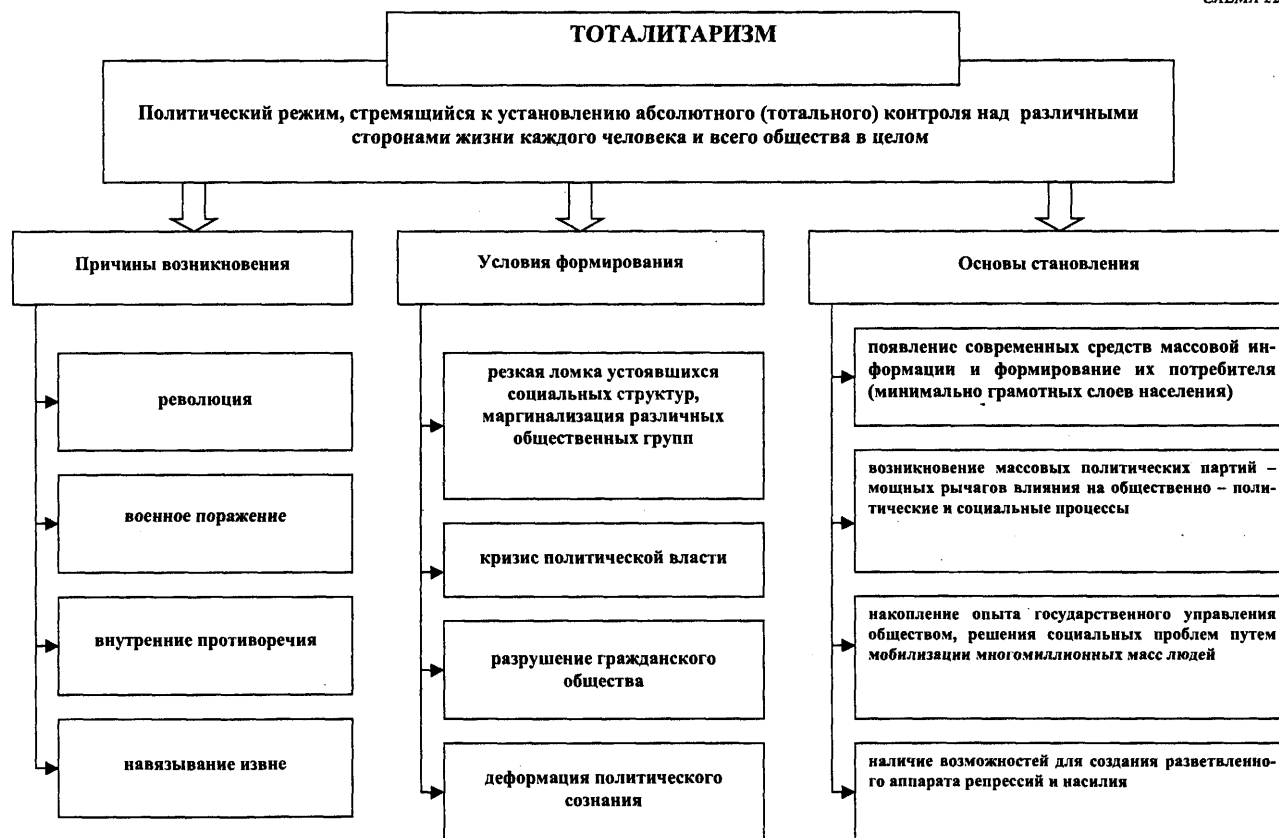 ТОТАЛИТАРИЗМ
Политический режим, стремящийся к установлению абсолютного (тотального) контроля над различными
сторонами жизни каждого человека и всего общества в целом
Причины возникновения
революция
военное поражение
внутренние противоречия
навязывание извне
Условия формирования
резкая ломка устоявшихся
социальных структур,
маргинализация различных
общественных групп
кризис политической власти
разрушение гражданского
общества
деформация политического
сознания
Основы становления
появление современных средств массовой ин-
формации и формирование их потребителя
(минимально грамотных слоев населения)
возникновение массовых политических партий –
мощных рычагов влияния на общественно – поли-
тические и социальные процессы
накопление опыта государственного управления
обществом, решения социальных проблем путем
мобилизации многомиллионных масс людей
наличие возможностей для создания разветвленно-
го аппарата репрессий и насилия